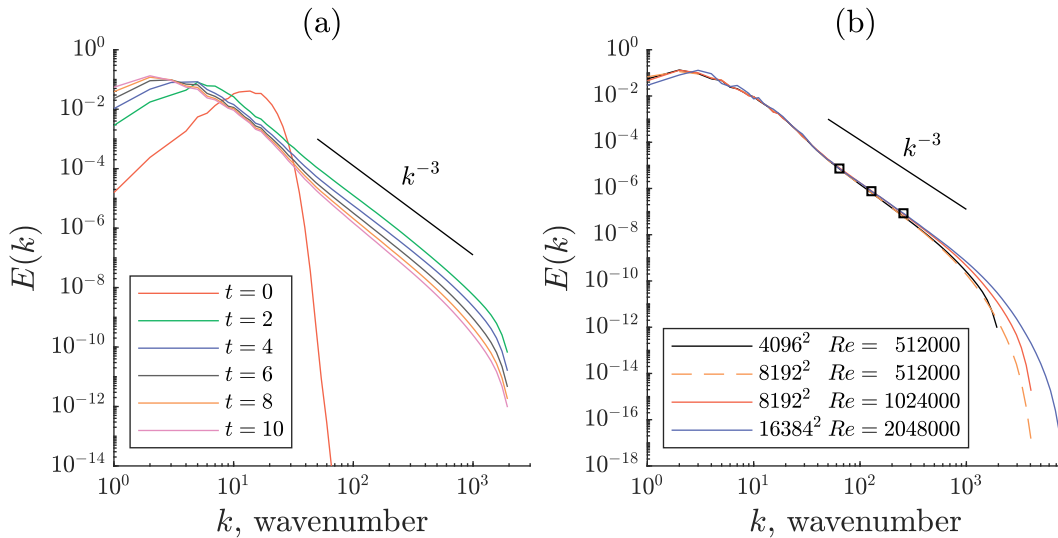 (a)
10^0
10^-2
10^-4
10^-6
10^-8
10^-10
10^-12
10^-14
E(k)
k^-3
t = 0
t = 2
t = 4
t = 6
t = 8
t = 10
10^0
10^1
10^2
10^3
k, wavenumber
(b)
10^0
10^-2
10^-4
10^-6
10^-8
10^-10
10^-12
10^-14
10^-16
10^-18
E(k)
k^-3
4096^2 Re = 512000
8192^2 Re = 512000
8192^2 Re = 1024000
16384^2 Re = 2048000
10^0
10^1
10^2
10^3
k, wavenumber